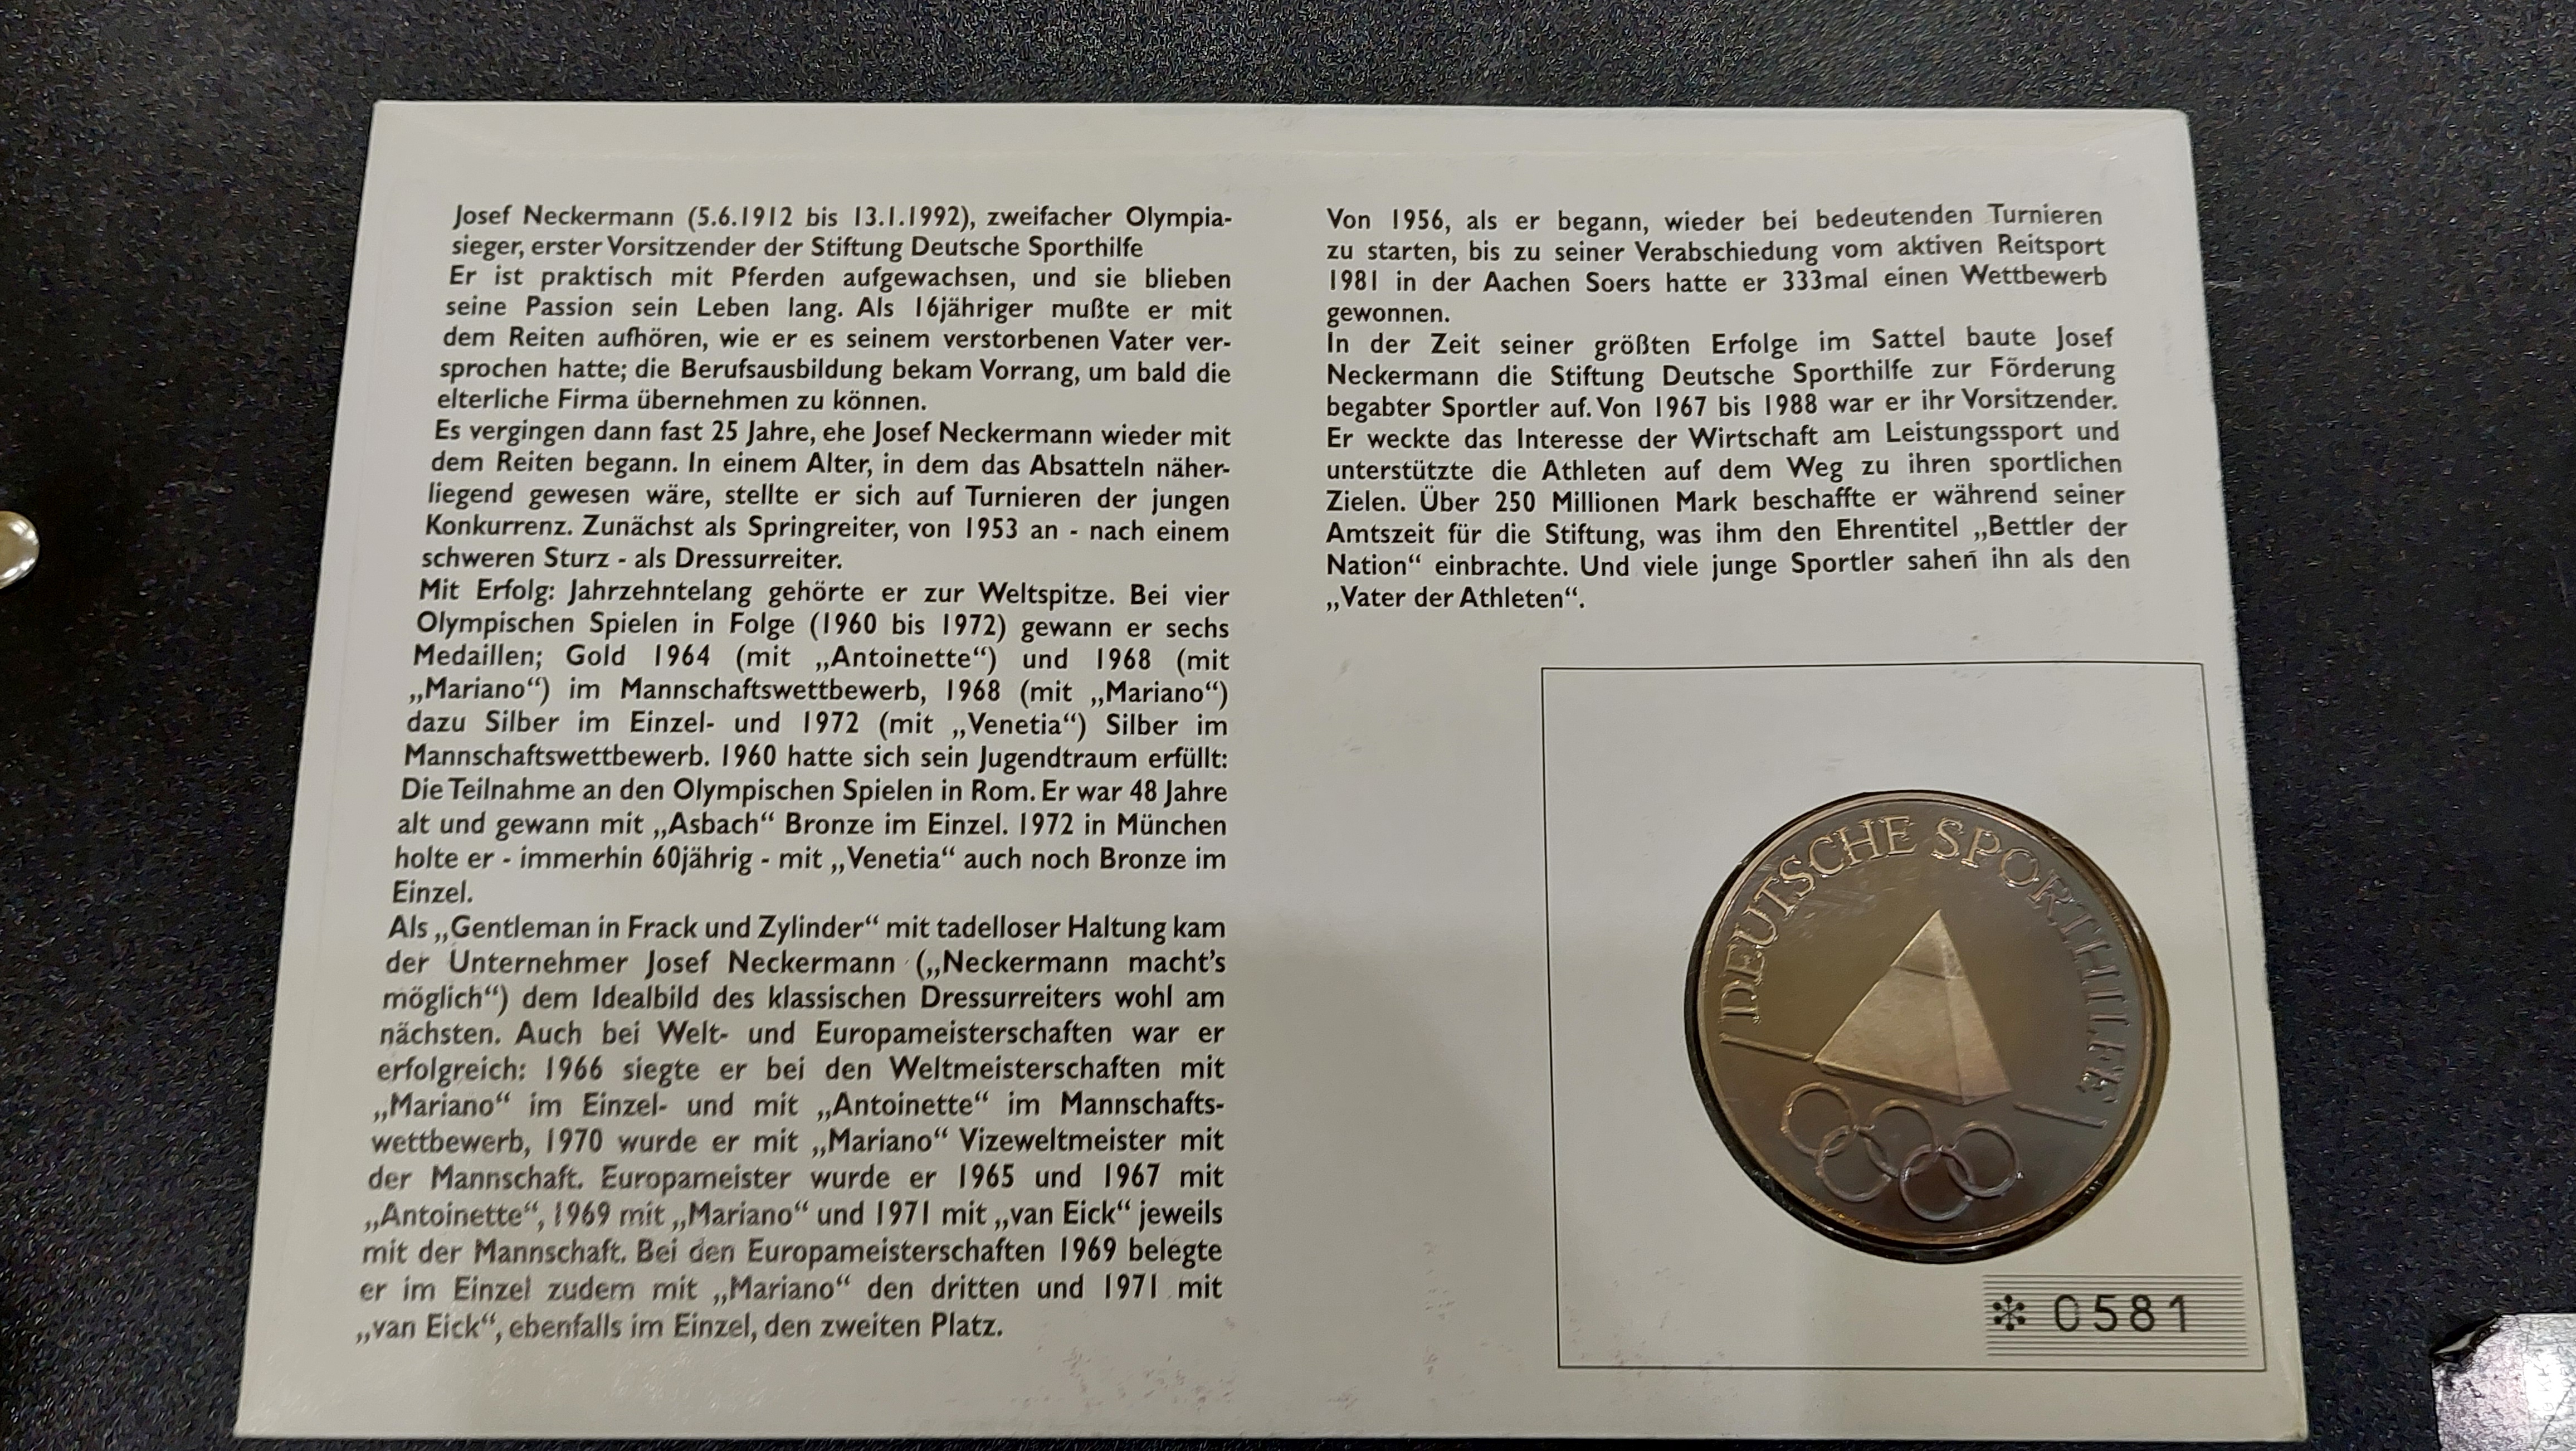 Josef Neckermann (5.6.1912 bis 13.1.1992), zweifacher Olympia-
sieger, erster Vorsitzender der Stiftung Deutsche Sporthilfe
Er ist praktisch mit Pferden aufgewachsen, und sie blieben
seine Passion sein Leben lang. Als 16jähriger mußte er mit
dem Reiten aufhören, wie er es seinem verstorbenen Vater ver-
sprochen hatte; die Berufsausbildung bekam Vorrang, um bald die
elterliche Firma übernehmen zu können.
Es vergingen dann fast 25 Jahre, ehe Josef Neckermann wieder mit
dem Reiten begann. In einem Alter, in dem das Absatteln näher-
liegend gewesen wäre, stellte er sich auf Turnieren der jungen
Konkurrenz. Zunächst als Springreiter, von 1953 an - nach einem
schweren Sturz - als Dressurreiter.
Mit Erfolg: Jahrzehntelang gehörte er zur Weltspitze. Bei vier
Olympischen Spielen in Folge (1960 bis 1972) gewann er sechs
Medaillen; Gold 1964 (mit „Antoinette“) und 1968 (mit
„Mariano“) im Mannschaftswettbewerb, 1968 (mit „Mariano“)
dazu Silber im Einzel- und 1972 (mit „Venetia“) Silber im
Mannschaftswettbewerb. 1960 hatte sich sein Jugendtraum erfüllt:
Die Teilnahme an den Olympischen Spielen in Rom. Er war 48 Jahre
alt und gewann mit „Asbach“ Bronze im Einzel. 1972 in München
holte er - immerhin 60jährig - mit „Venetia“ auch noch Bronze im
Einzel.
Als „Gentleman in Frack und Zylinder“ mit tadelloser Haltung kam
der Unternehmer Josef Neckermann („Neckermann macht’s
möglich“) dem Idealbild des klassischen Dressurreiters wohl am
nächsten. Auch bei Welt- und Europameisterschaften war er
erfolgreich: 1966 siegte er bei den Weltmeisterschaften mit
„Mariano“ im Einzel- und mit „Antoinette“ im Mannschafts-
wettbewerb, 1970 wurde er mit „Mariano“ Vizeweltmeister mit
der Mannschaft. Europameister wurde er 1965 und 1967 mit
„Antoinette“, 1969 mit „Mariano“ und 1971 mit „van Eick“ jeweils
mit der Mannschaft. Bei den Europameisterschaften 1969 belegte
er im Einzel zudem mit „Mariano“ den dritten und 1971 mit
„van Eick“, ebenfalls im Einzel, den zweiten Platz.
Von 1956, als er begann, wieder bei bedeutenden Turnieren
zu starten, bis zu seiner Verabschiedung vom aktiven Reitsport
1981 in der Aachen Soers hatte er 333mal einen Wettbewerb
gewonnen.
In der Zeit seiner größten Erfolge im Sattel baute Josef
Neckermann die Stiftung Deutsche Sporthilfe zur Förderung
begabter Sportler auf. Von 1967 bis 1988 war er ihr Vorsitzender.
Er weckte das Interesse der Wirtschaft am Leistungssport und
unterstützte die Athleten auf dem Weg zu ihren sportlichen
Zielen. Über 250 Millionen Mark beschaffte er während seiner
Amtszeit für die Stiftung, was ihm den Ehrentitel „Bettler der
Nation“ einbrachte. Und viele junge Sportler sahen ihn als den
„Vater der Athleten“.
DEUTSCHE SPORTHILFE
* 0581